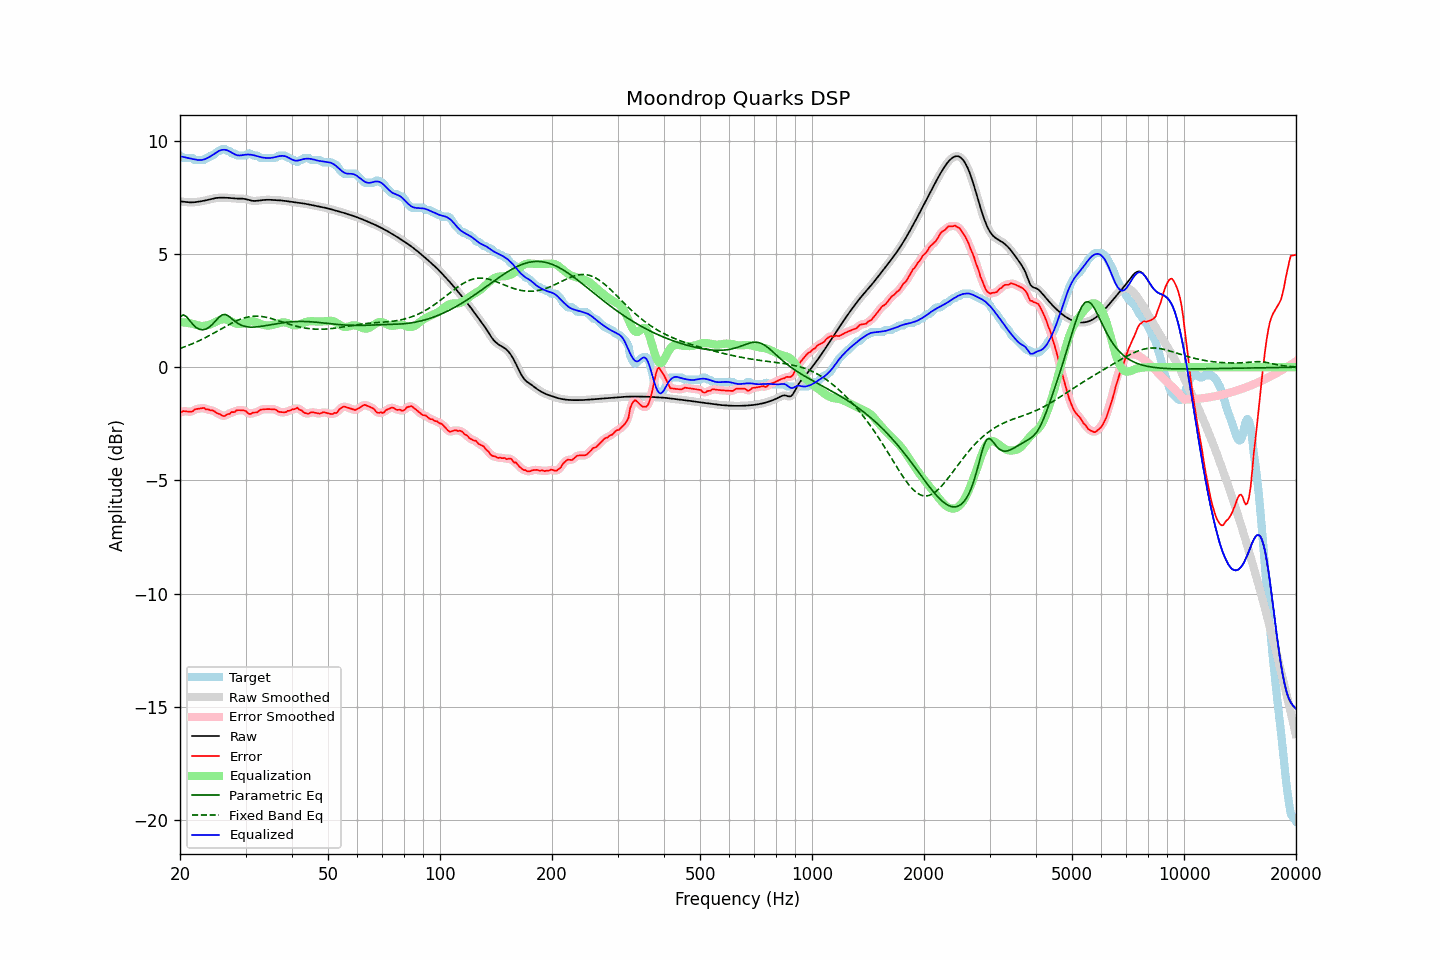 Moondrop Quarks DSP
10
5
0
−5
−10
−15
−20
Amplitude (dBr)
Target
Raw Smoothed
Error Smoothed
Raw
Error
Equalization
Parametric Eq
Fixed Band Eq
Equalized
20 50 100 200 500 1000 2000 5000 10000 20000
Frequency (Hz)